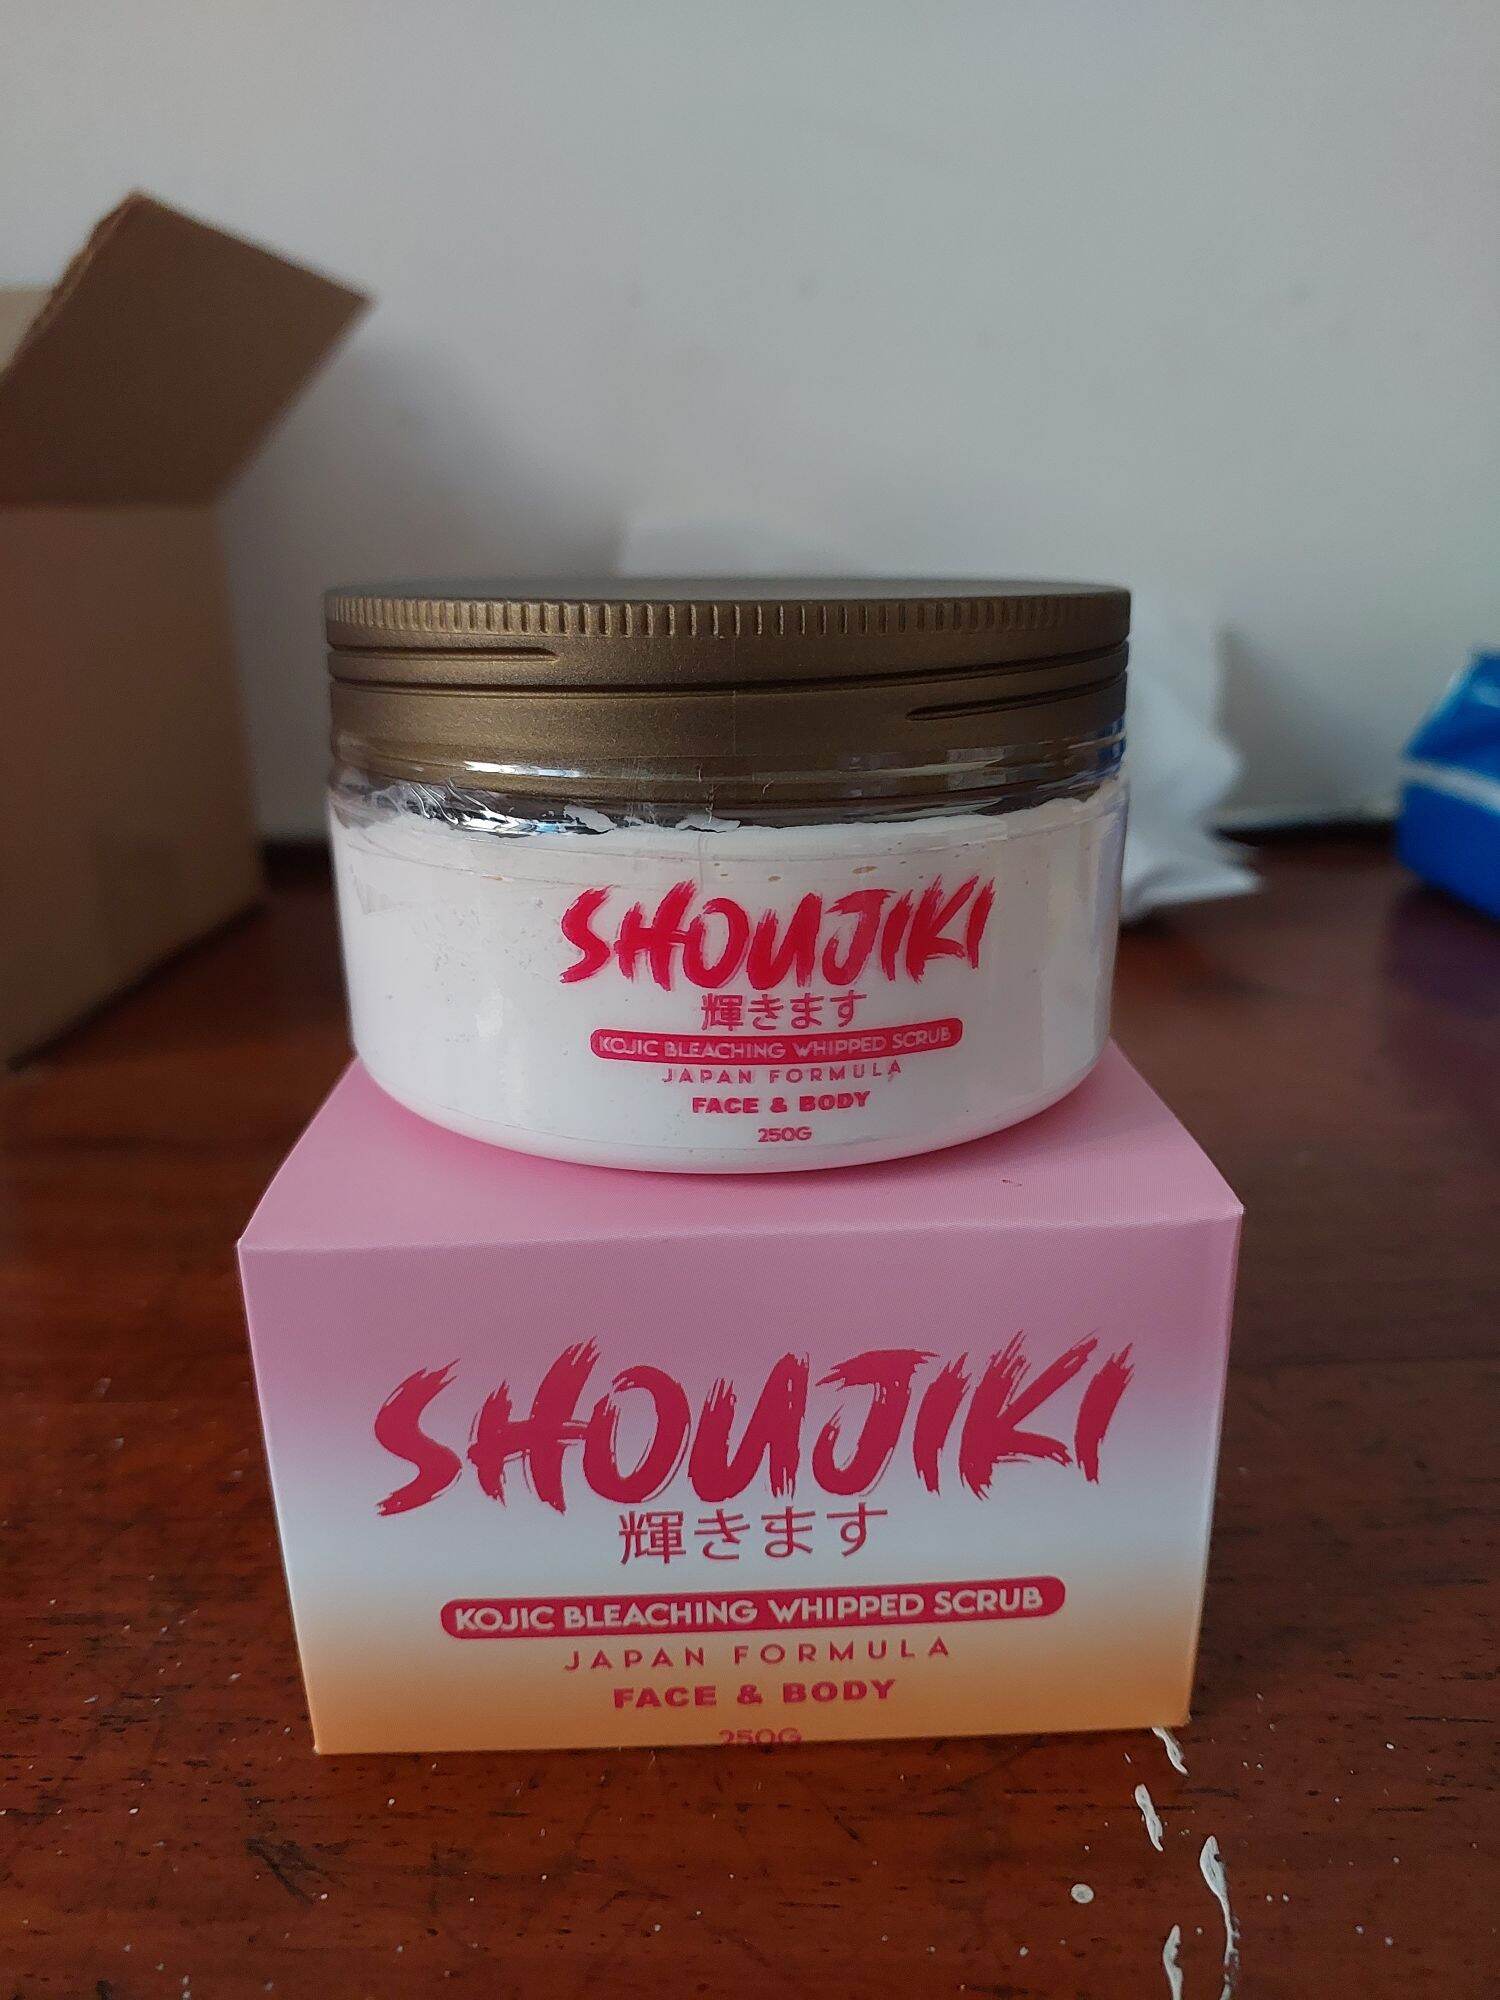 SHOUJIKI
輝きます
KOJIC BLEACHING WHIPPED SCRUB
JAPAN FORMULA
FACE & BODY
250G
SHOUJIKI
輝きます
KOJIC BLEACHING WHIPPED SCRUB
JAPAN FORMULA
FACE & BODY
250G